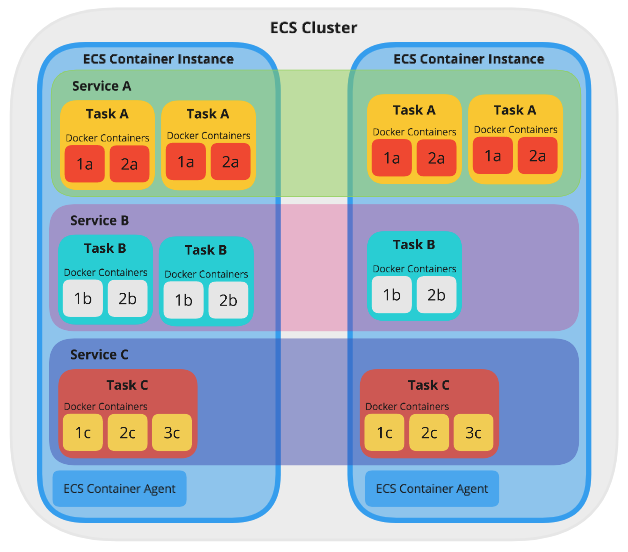 ECS Cluster
ECS Container Instance
ECS Container Instance
Service A
Task A
Task A
Task A
Task A
Docker Containers
Docker Containers
Docker Containers
Docker Containers
1a 2a
1a 2a
1a 2a
1a 2a
Service B
Task B
Task B
Task B
Docker Containers
Docker Containers
Docker Containers
1b 2b
1b 2b
1b 2b
Service C
Task C
Task C
Docker Containers
Docker Containers
1c 2c 3c
1c 2c 3c
ECS Container Agent
ECS Container Agent